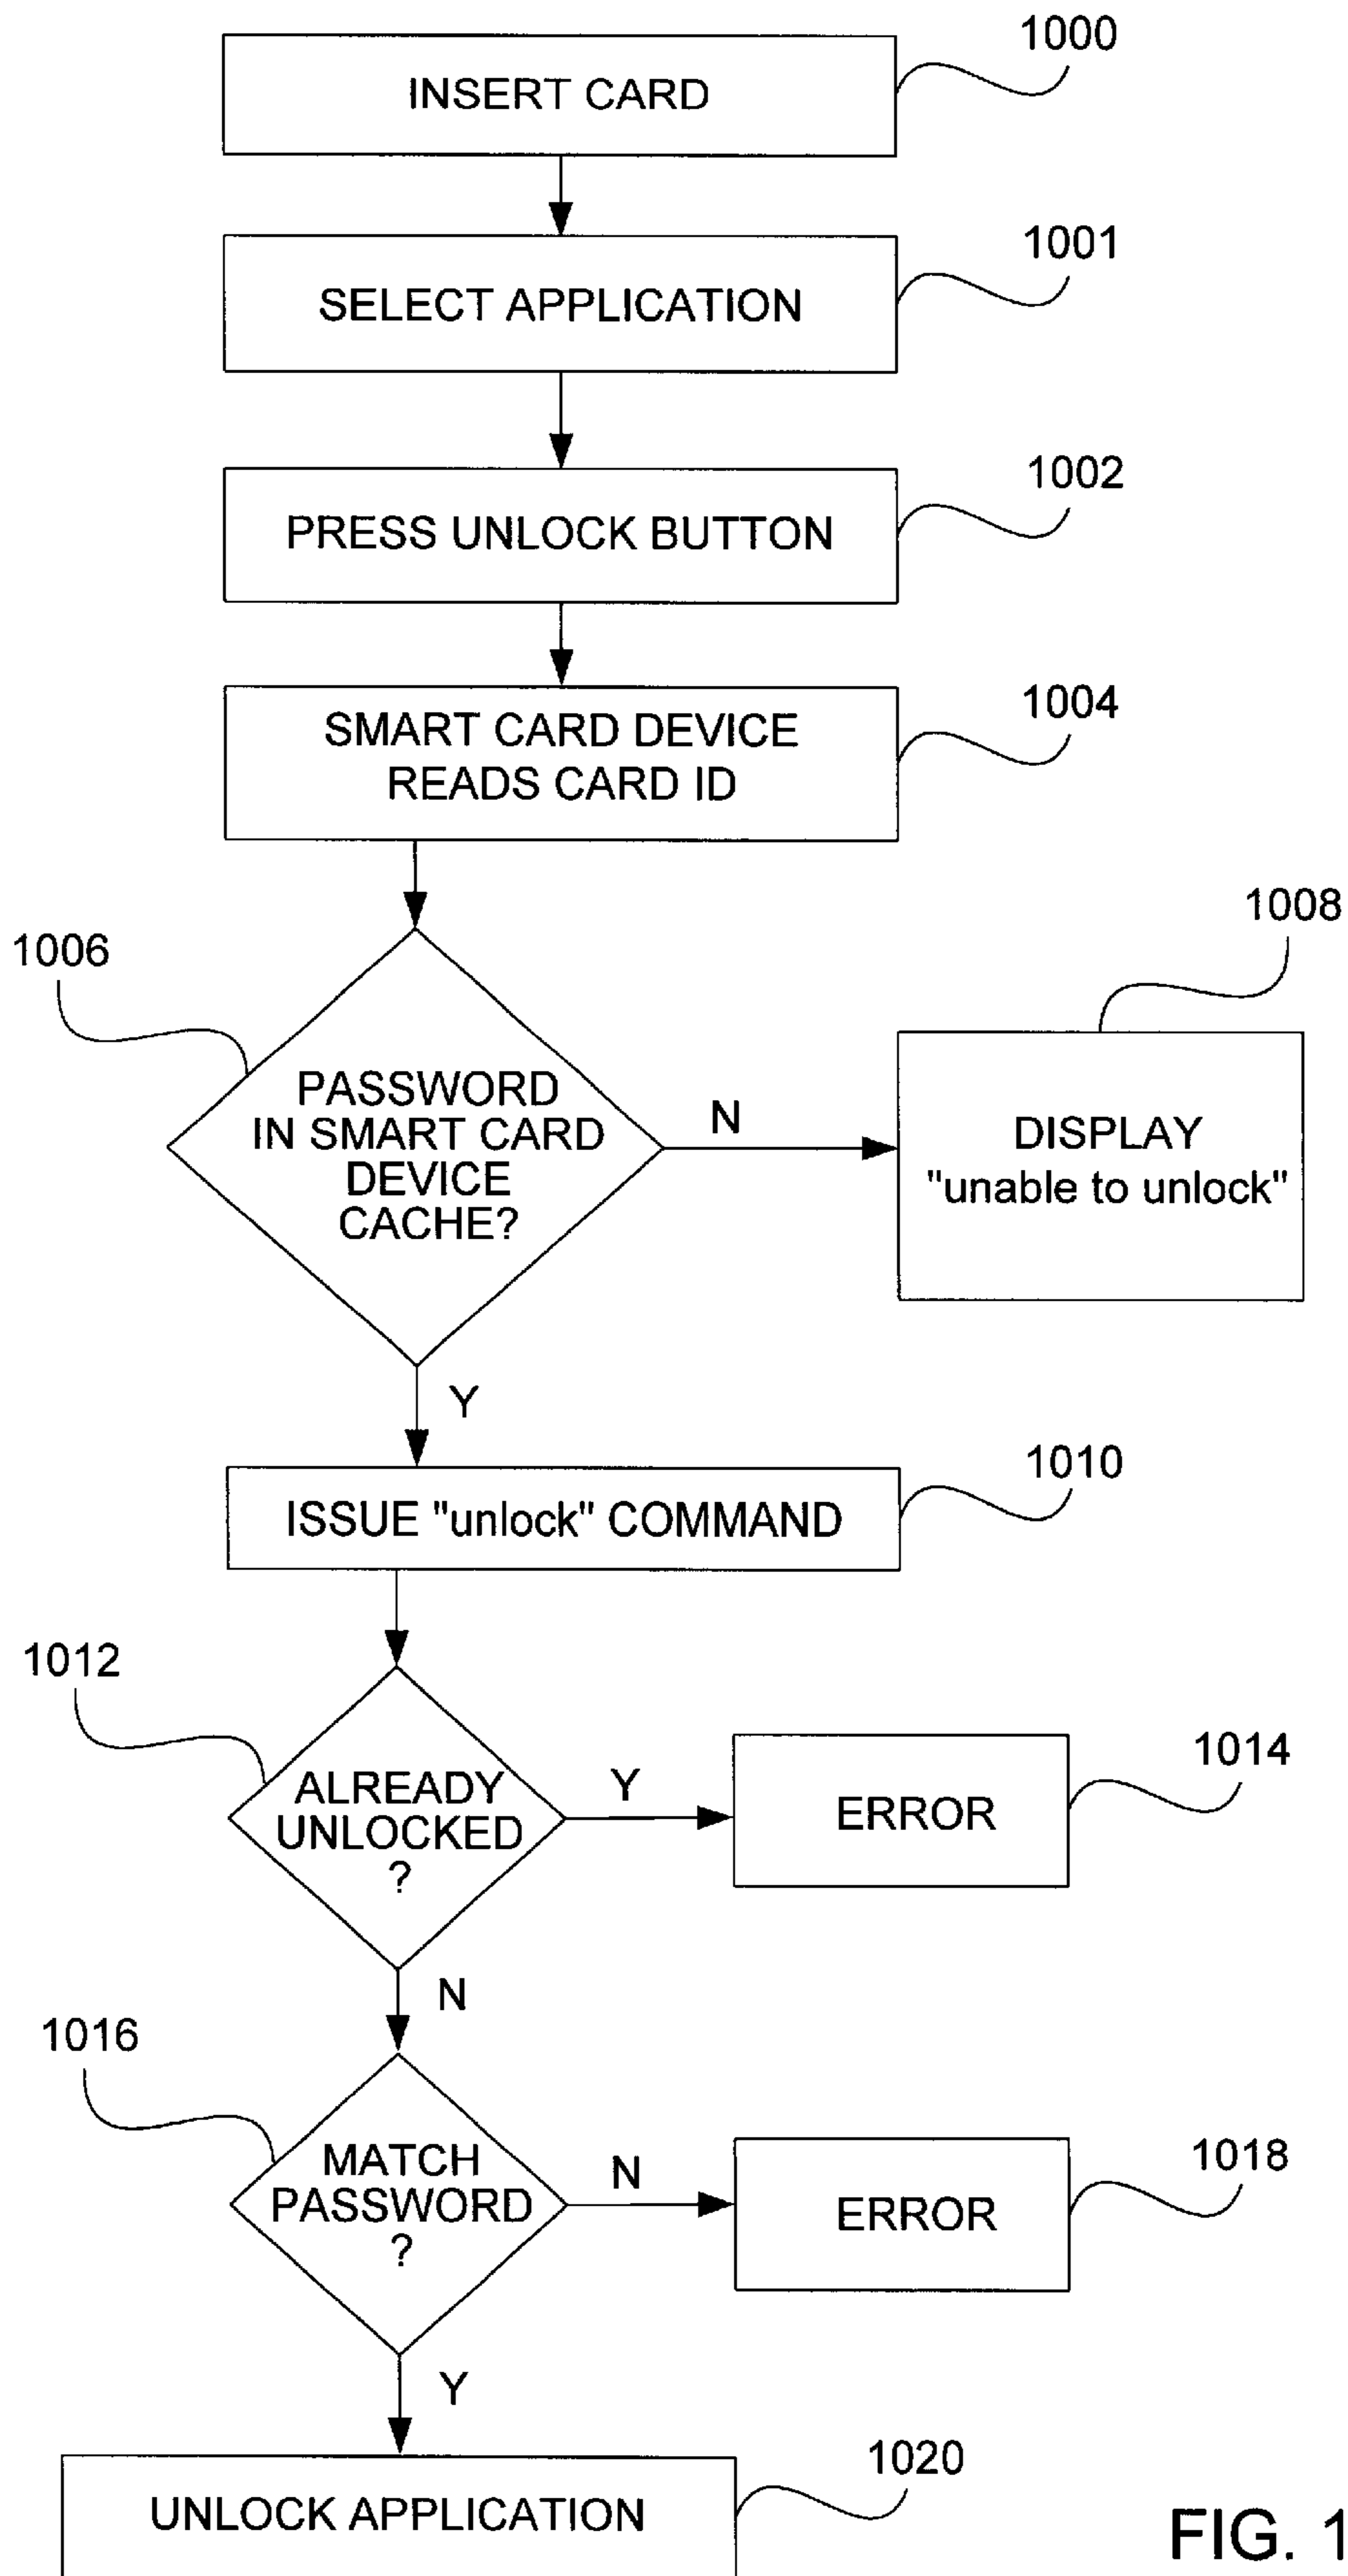 1000
INSERT CARD
1001
SELECT APPLICATION
1002
PRESS UNLOCK BUTTON
1004
SMART CARD DEVICE
READS CARD ID
1006
1008
PASSWORD
IN SMART CARD
DEVICE
CACHE?
N
DISPLAY
"unable to unlock"
Y
1010
ISSUE "unlock" COMMAND
1012
1014
ALREADY
UNLOCKED
?
Y
ERROR
N
1016
1018
MATCH
PASSWORD
?
N
ERROR
Y
1020
UNLOCK APPLICATION
FIG. 1